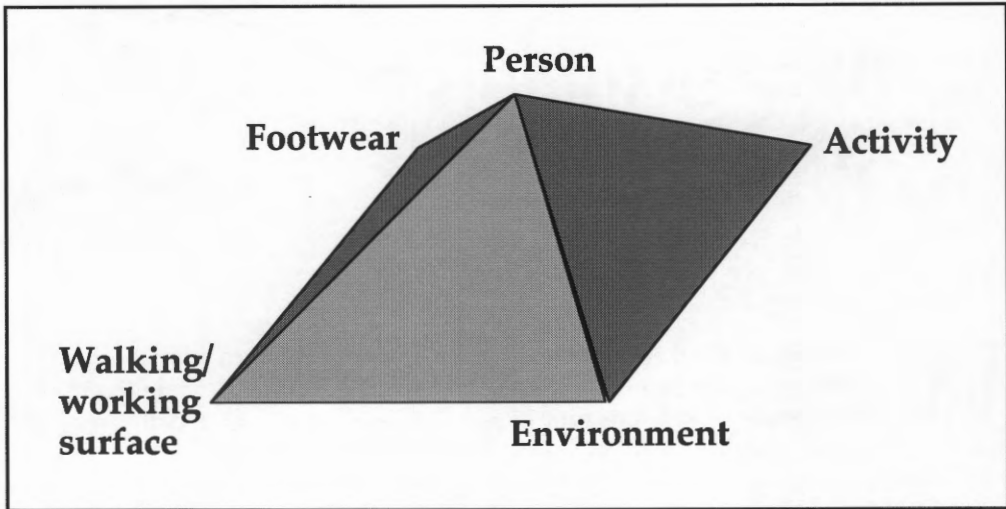 Person
Footwear
Activity
Walking/
working
surface
Environment